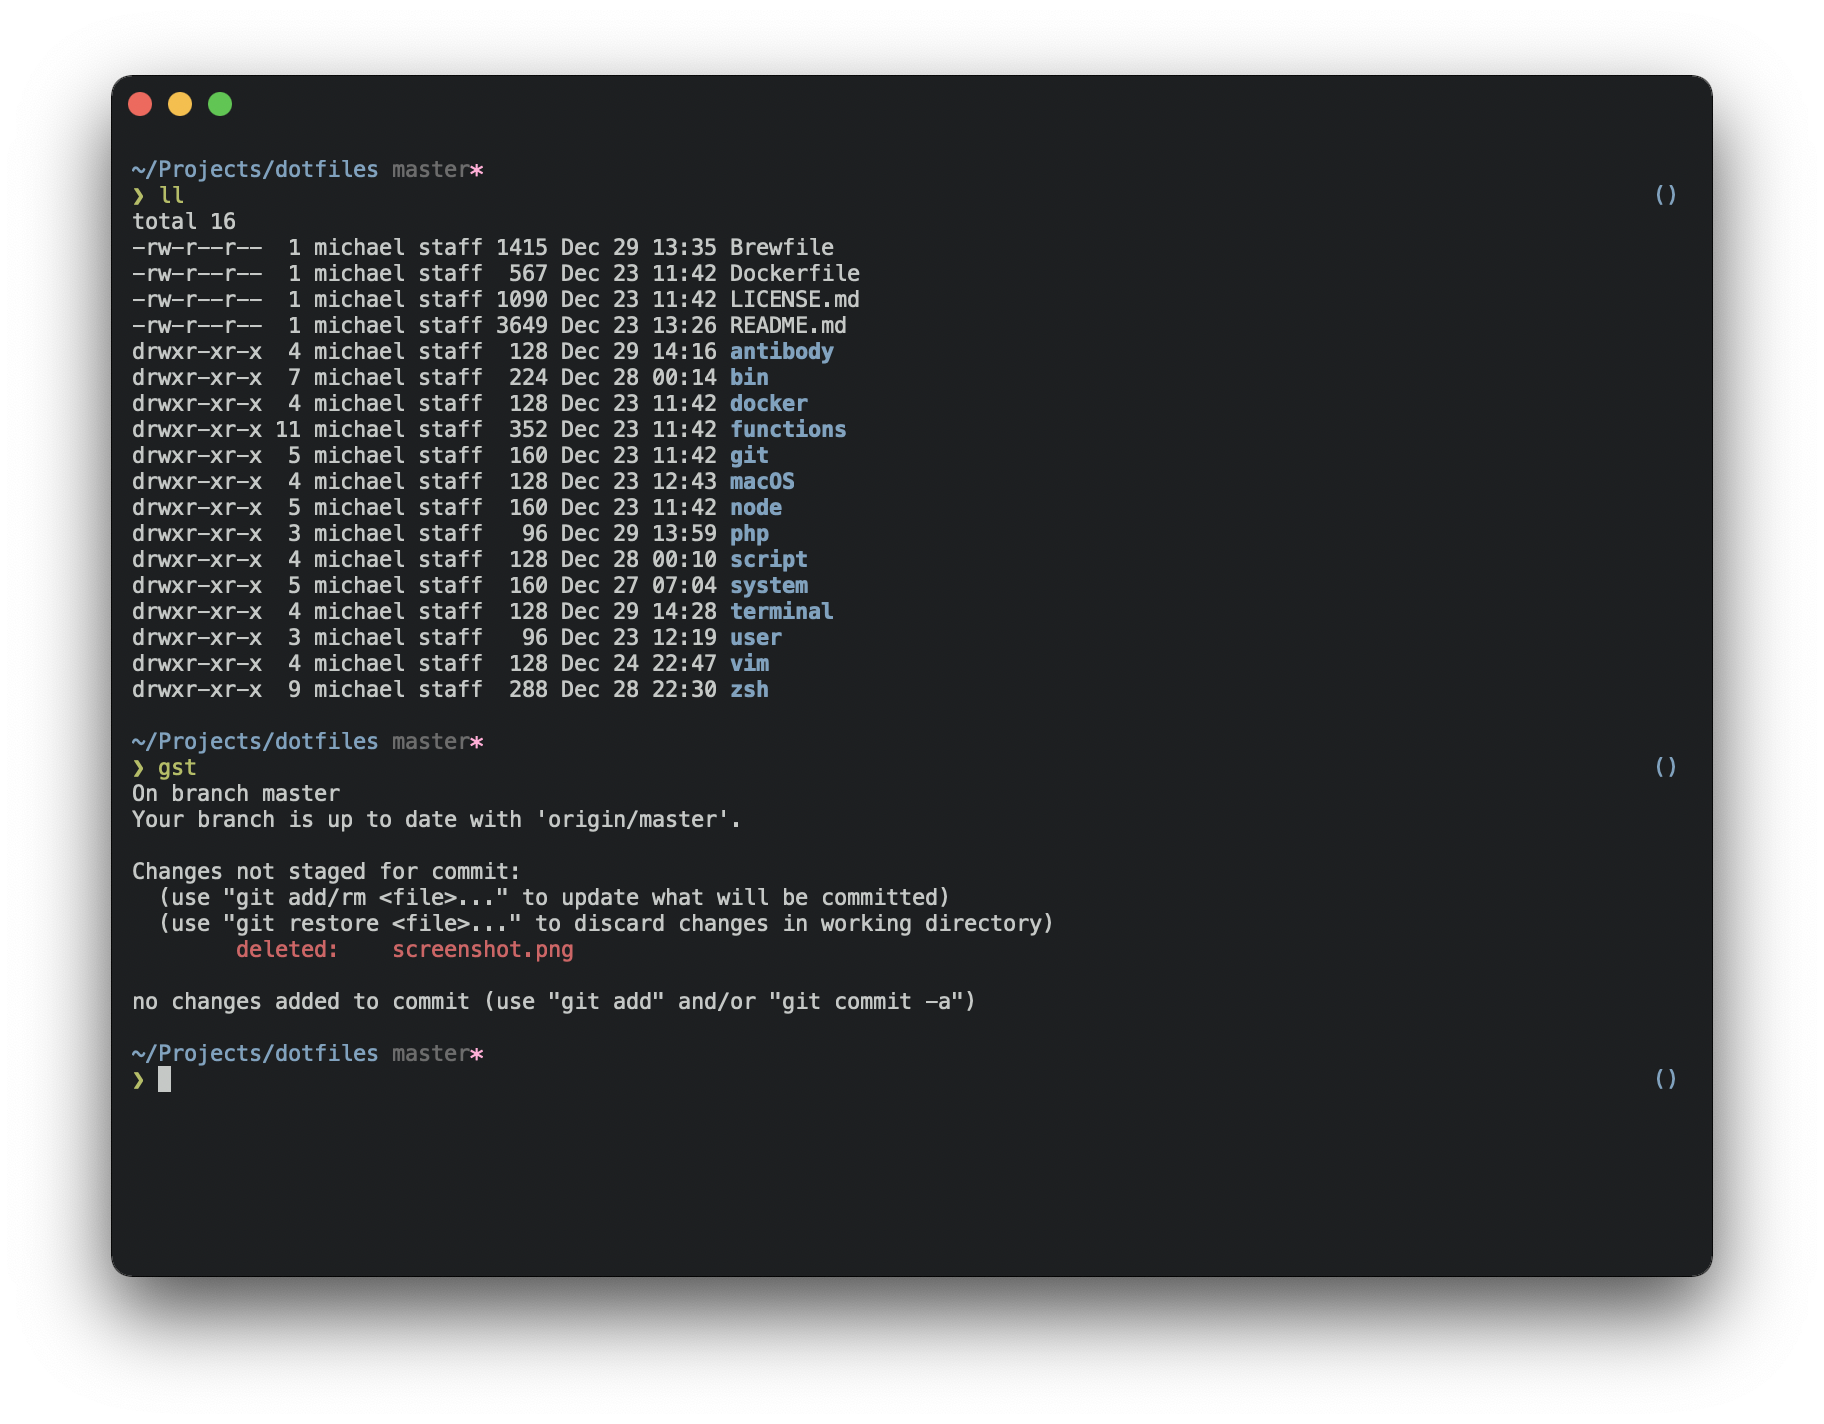 ~/Projects/dotfiles master*
❯ ll ()
total 16
-rw-r--r--  1 michael staff 1415 Dec 29 13:35 Brewfile
-rw-r--r--  1 michael staff  567 Dec 23 11:42 Dockerfile
-rw-r--r--  1 michael staff 1090 Dec 23 11:42 LICENSE.md
-rw-r--r--  1 michael staff 3649 Dec 23 13:26 README.md
drwxr-xr-x  4 michael staff  128 Dec 29 14:16 antibody
drwxr-xr-x  7 michael staff  224 Dec 28 00:14 bin
drwxr-xr-x  4 michael staff  128 Dec 23 11:42 docker
drwxr-xr-x 11 michael staff  352 Dec 23 11:42 functions
drwxr-xr-x  5 michael staff  160 Dec 23 11:42 git
drwxr-xr-x  4 michael staff  128 Dec 23 12:43 macOS
drwxr-xr-x  5 michael staff  160 Dec 23 11:42 node
drwxr-xr-x  3 michael staff   96 Dec 29 13:59 php
drwxr-xr-x  4 michael staff  128 Dec 28 00:10 script
drwxr-xr-x  5 michael staff  160 Dec 27 07:04 system
drwxr-xr-x  4 michael staff  128 Dec 29 14:28 terminal
drwxr-xr-x  3 michael staff   96 Dec 23 12:19 user
drwxr-xr-x  4 michael staff  128 Dec 24 22:47 vim
drwxr-xr-x  9 michael staff  288 Dec 28 22:30 zsh
~/Projects/dotfiles master*
❯ gst ()
On branch master
Your branch is up to date with 'origin/master'.
Changes not staged for commit:
  (use "git add/rm <file>..." to update what will be committed)
  (use "git restore <file>..." to discard changes in working directory)
        deleted:    screenshot.png
no changes added to commit (use "git add" and/or "git commit -a")
~/Projects/dotfiles master*
❯ ()